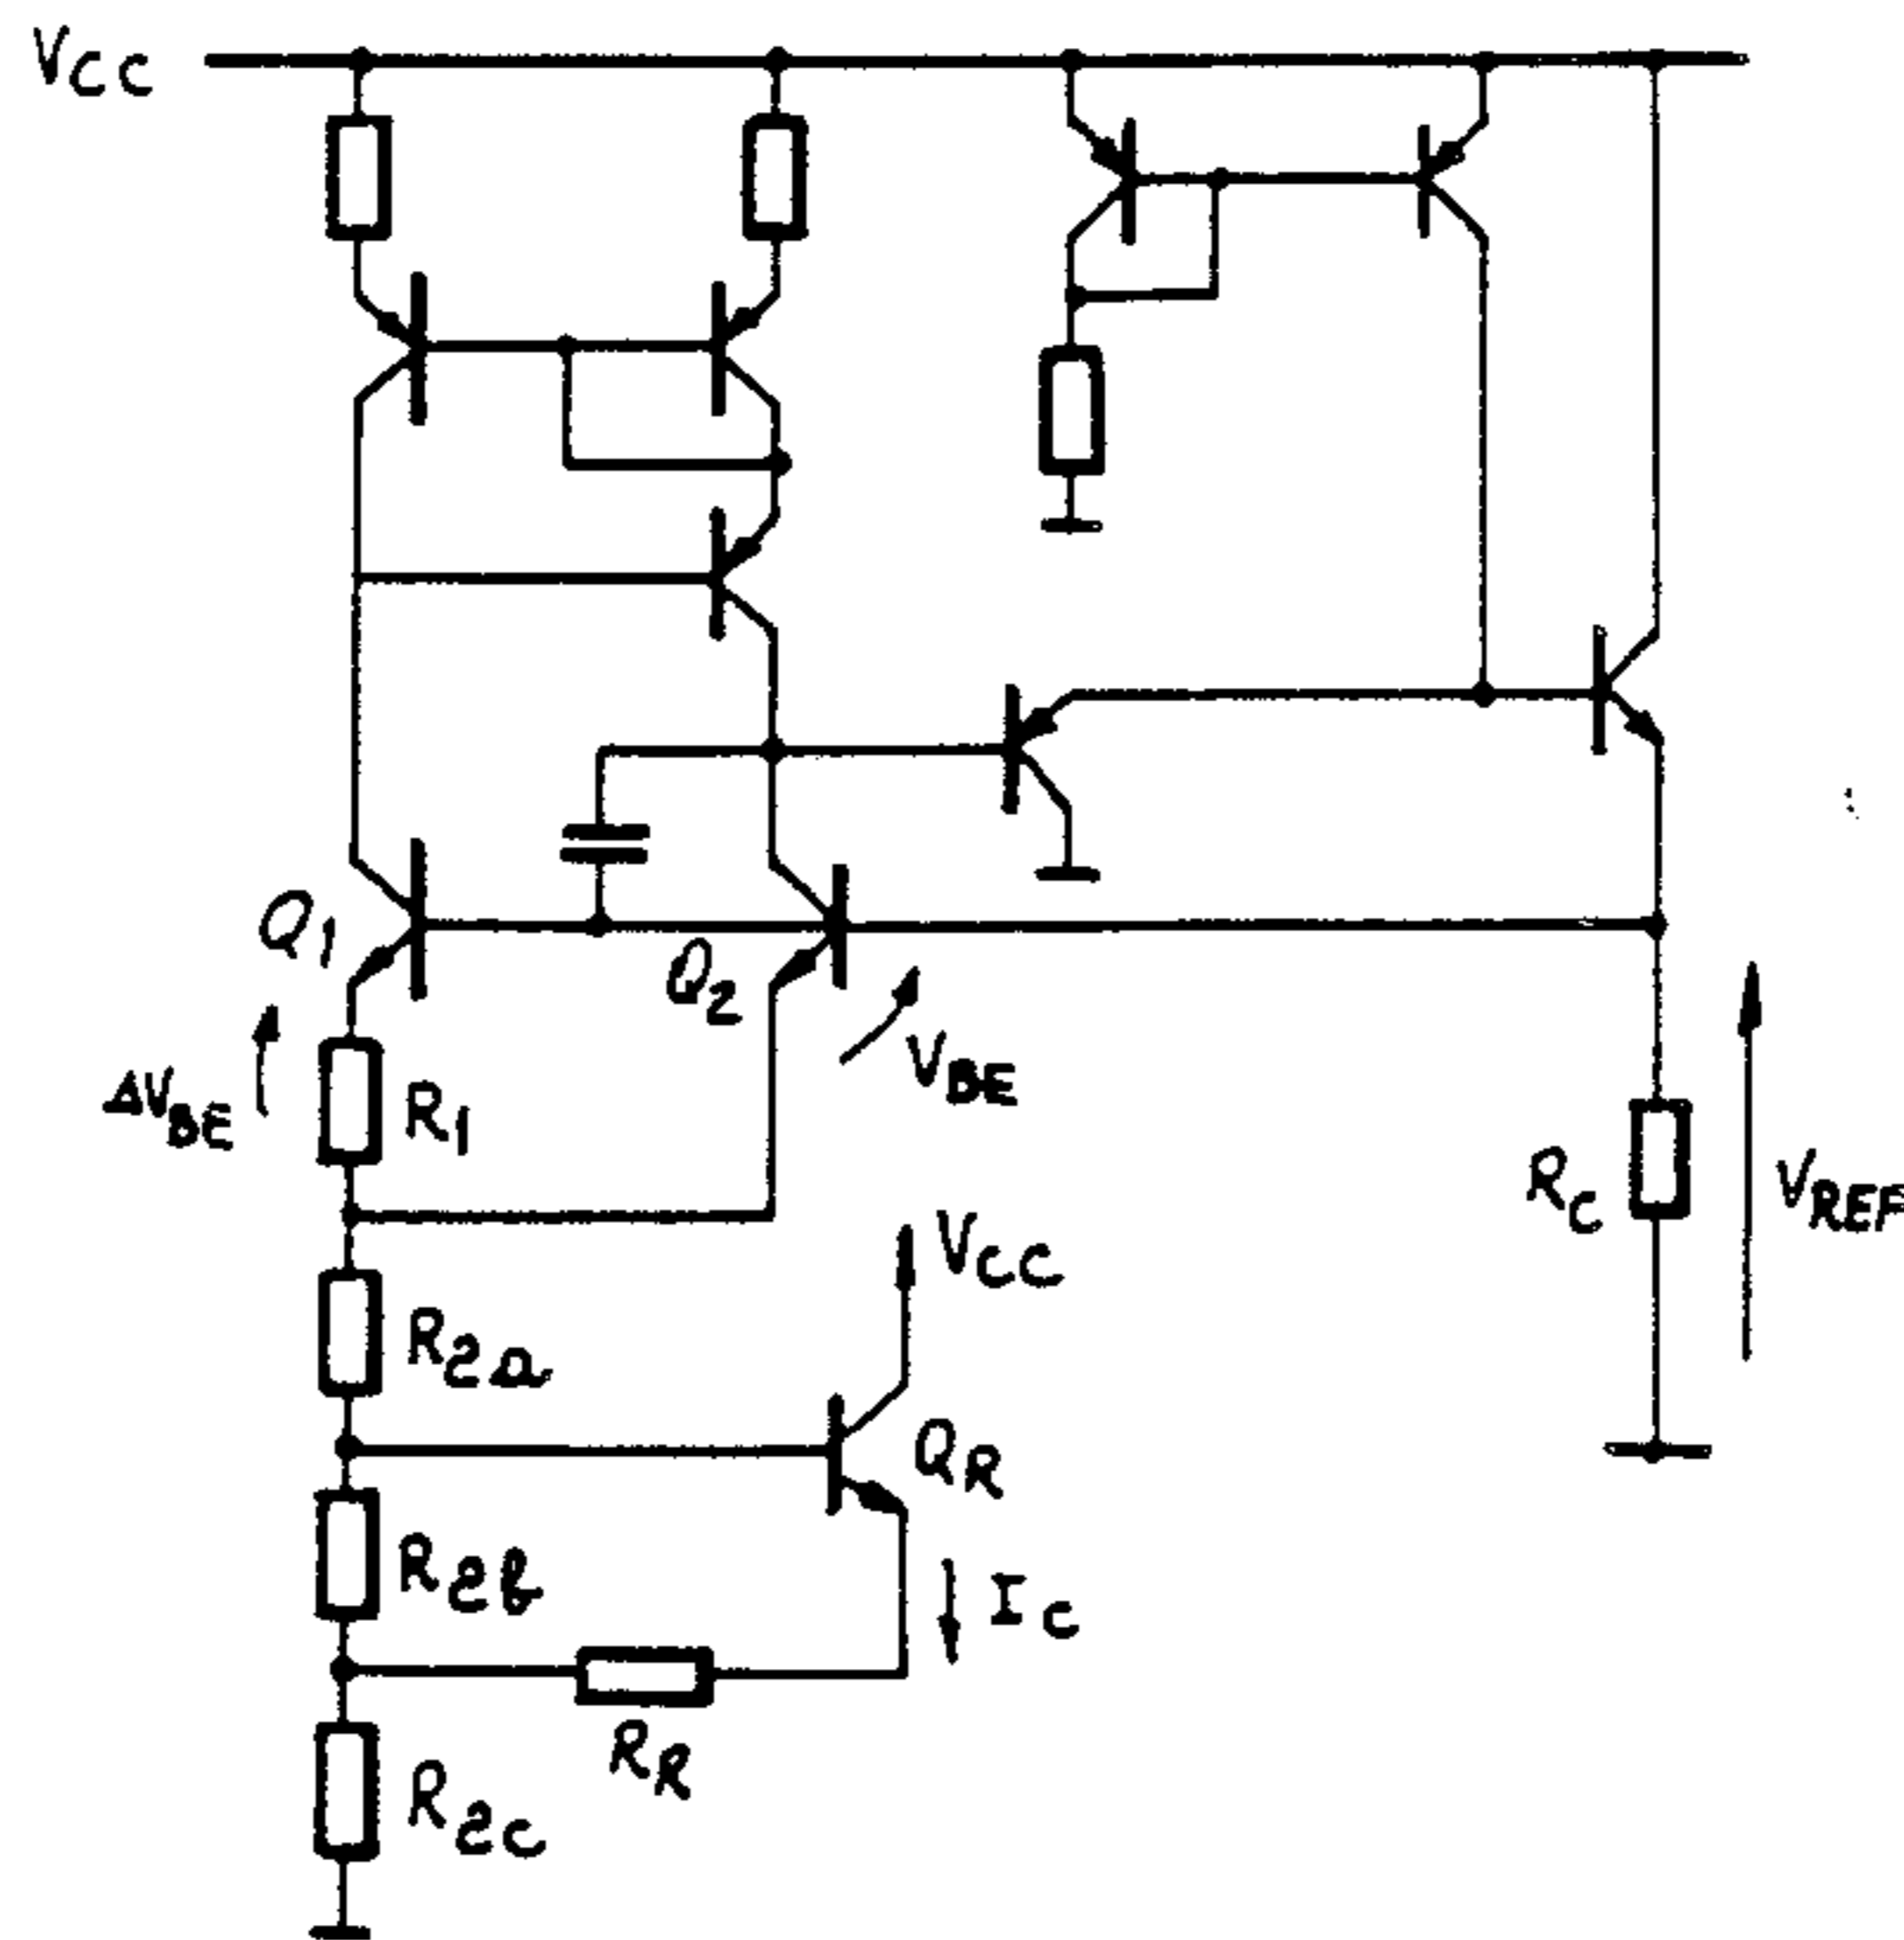 VCC
Q1
Q2
VBE
ΔVBE
R1
RC
VREF
VCC
R2a
QR
R2b
IC
RR
R2c